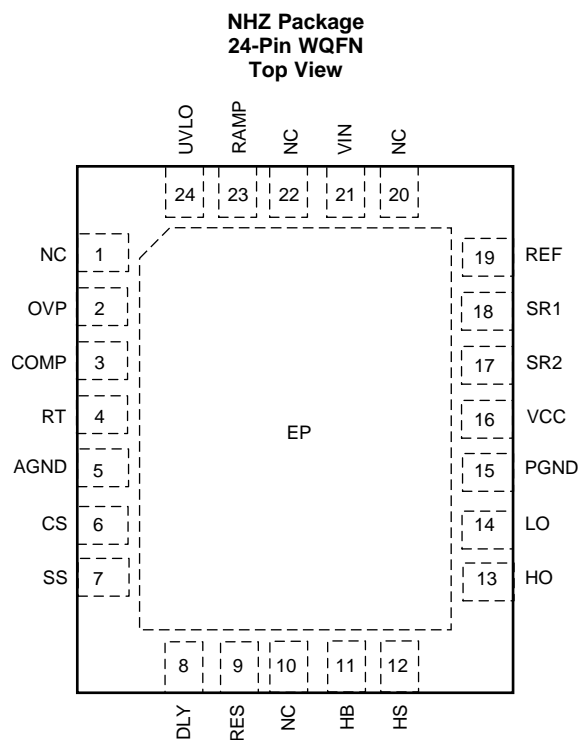 NHZ Package
24-Pin WQFN
Top View
UVLO
RAMP
NC
VIN
NC
24
23
22
21
20
NC 1
OVP 2
COMP 3
RT 4
AGND 5
CS 6
SS 7
EP
19 REF
18 SR1
17 SR2
16 VCC
15 PGND
14 LO
13 HO
8
9
10
11
12
DLY
RES
NC
HB
HS